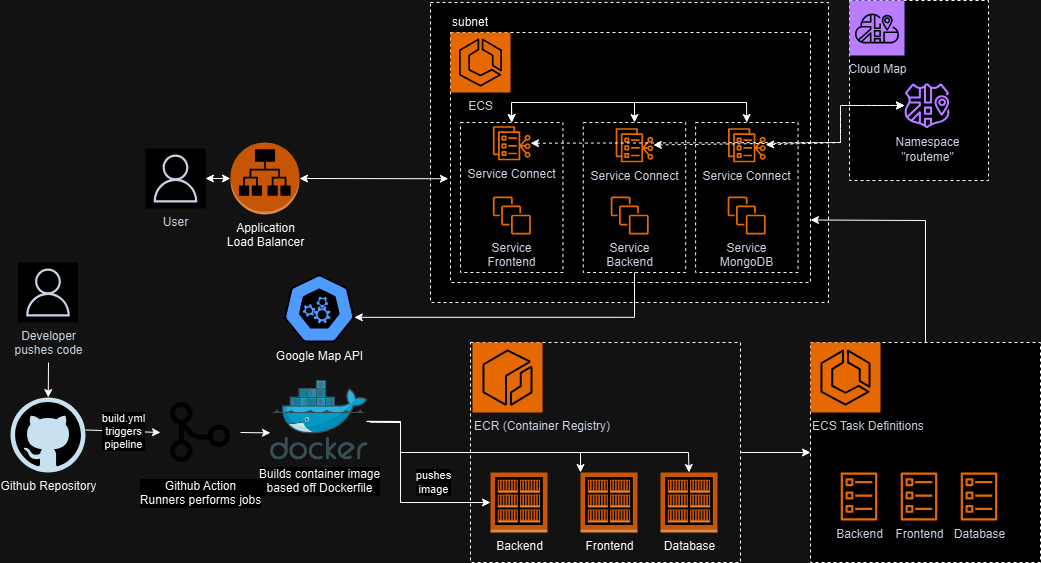 subnet
ECS
Cloud Map
Namespace
"routeme"
Service Connect
Service Connect
Service Connect
Service
Frontend
Service
Backend
Service
MongoDB
User
Application
Load Balancer
Developer
pushes code
Google Map API
ECR (Container Registry)
ECS Task Definitions
build.yml
triggers
pipeline
docker
Github Repository
Github Action
Runners performs jobs
Builds container image
based off Dockerfile
pushes
image
Backend
Frontend
Database
Backend
Frontend
Database